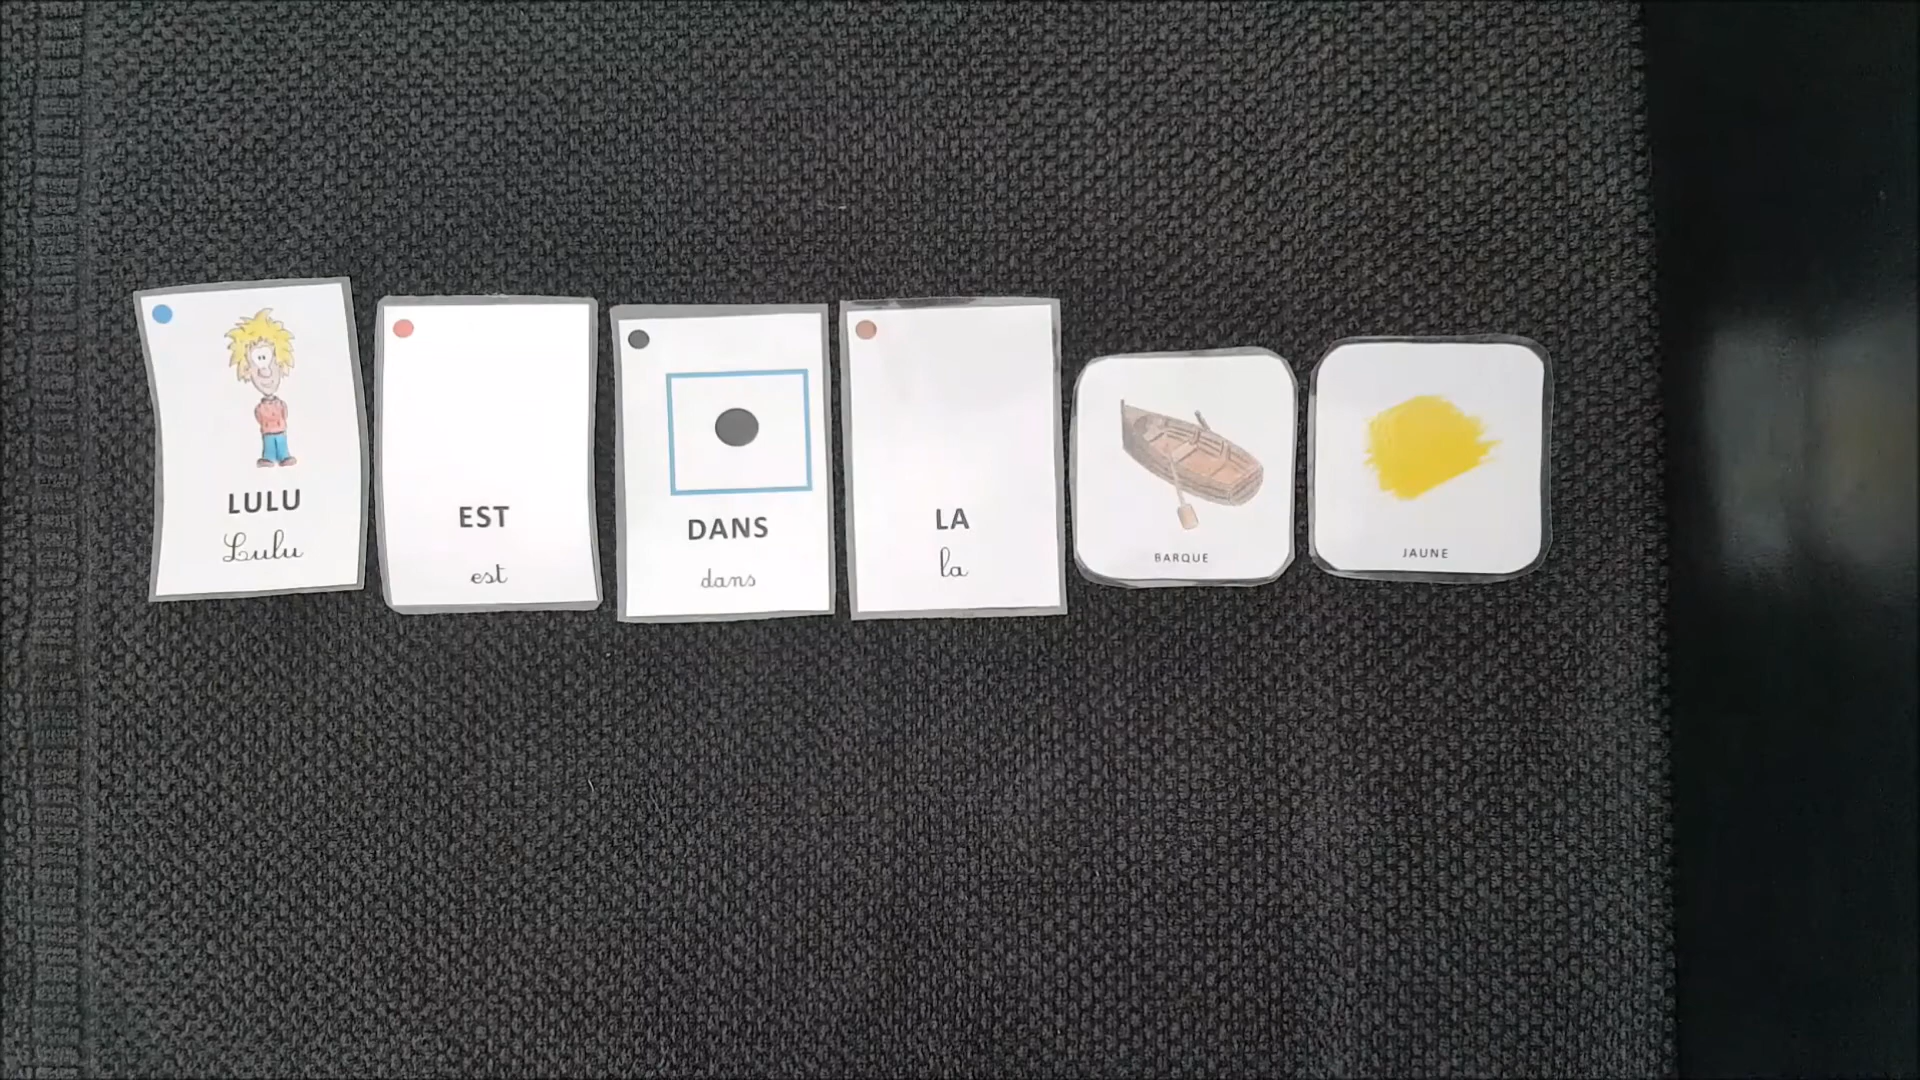 LULU
Lulu
EST
est
DANS
dans
LA
la
BARQUE
JAUNE